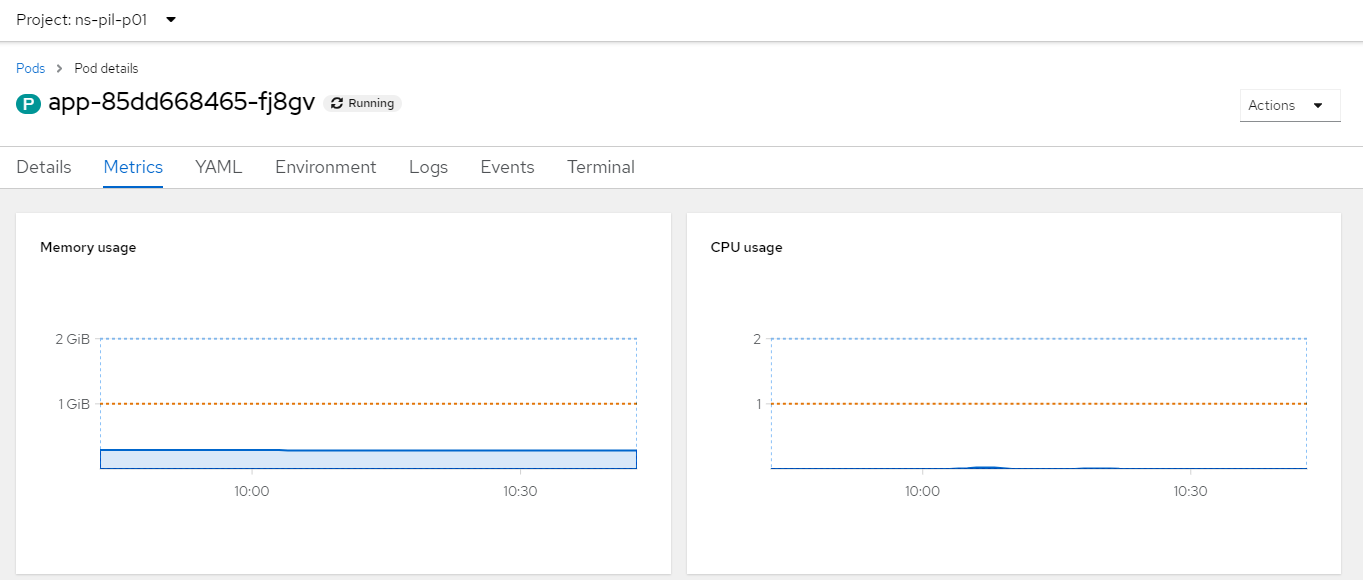 Project: ns-pil-p01
Pods > Pod details
P app-85dd668465-fj8gv Running
Actions
Details Metrics YAML Environment Logs Events Terminal
Memory usage
2 GiB
1 GiB
10:00 10:30
CPU usage
2
1
10:00 10:30